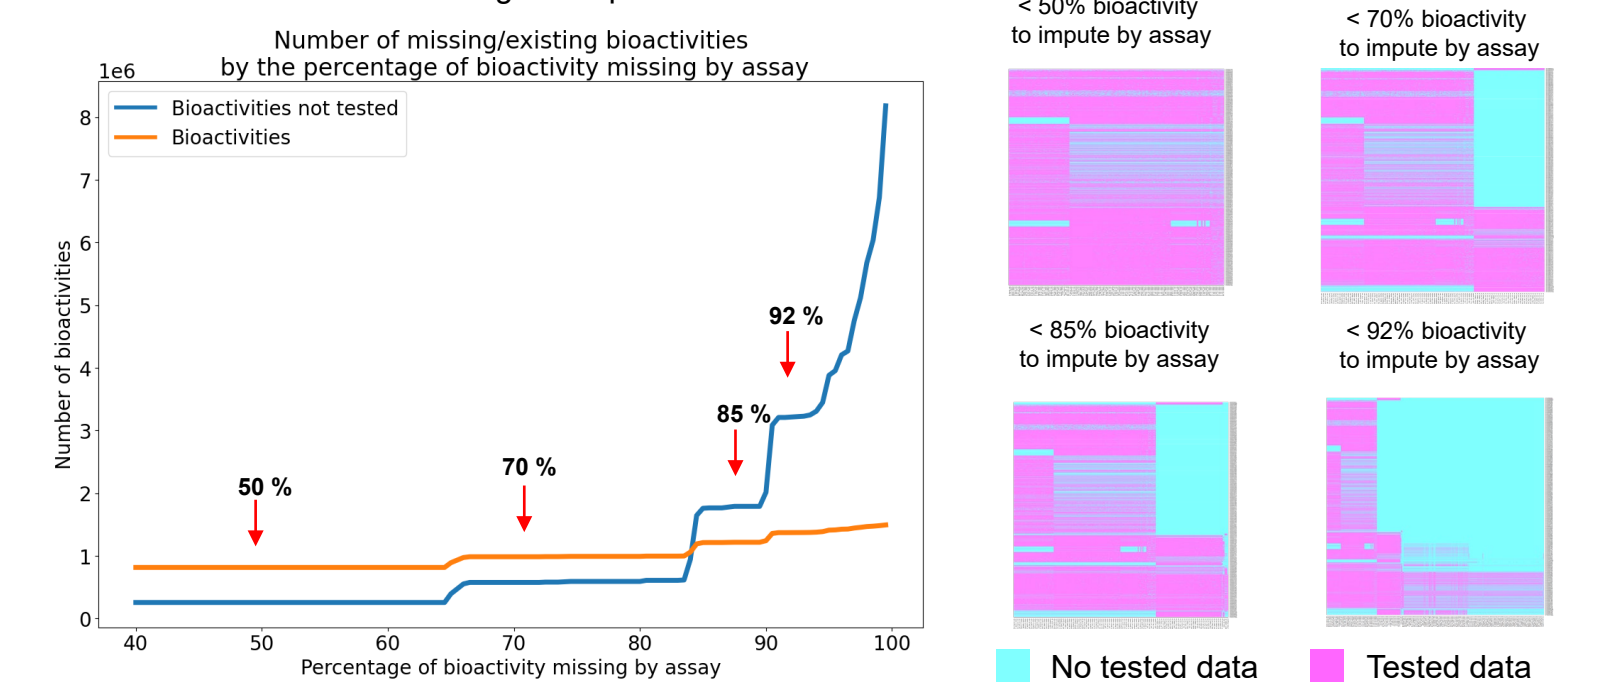 Number of missing/existing bioactivities
by the percentage of bioactivity missing by assay
1e6
Bioactivities not tested
Bioactivities
8
7
6
5
4
3
2
1
0
Number of bioactivities
50 %
70 %
85 %
92 %
40
50
60
70
80
90
100
Percentage of bioactivity missing by assay
< 50% bioactivity
to impute by assay
< 70% bioactivity
to impute by assay
< 85% bioactivity
to impute by assay
< 92% bioactivity
to impute by assay
No tested data
Tested data